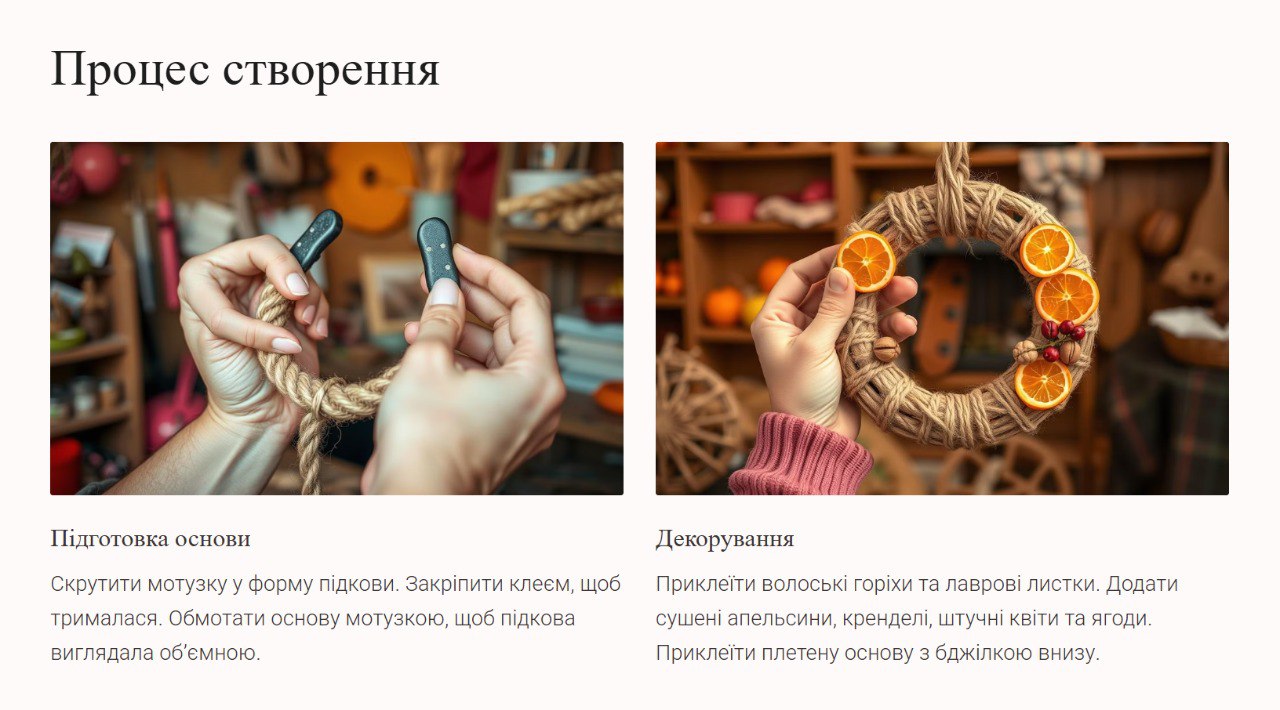 Процес створення
Підготовка основи
Скрутити мотузку у форму підкови. Закріпити клеєм, щоб
трималася. Обмотати основу мотузкою, щоб підкова
виглядала об’ємною.
Декорування
Приклеїти волоські горіхи та лаврові листки. Додати
сушені апельсини, кренделі, штучні квіти та ягоди.
Приклеїти плетену основу з бджілкою внизу.